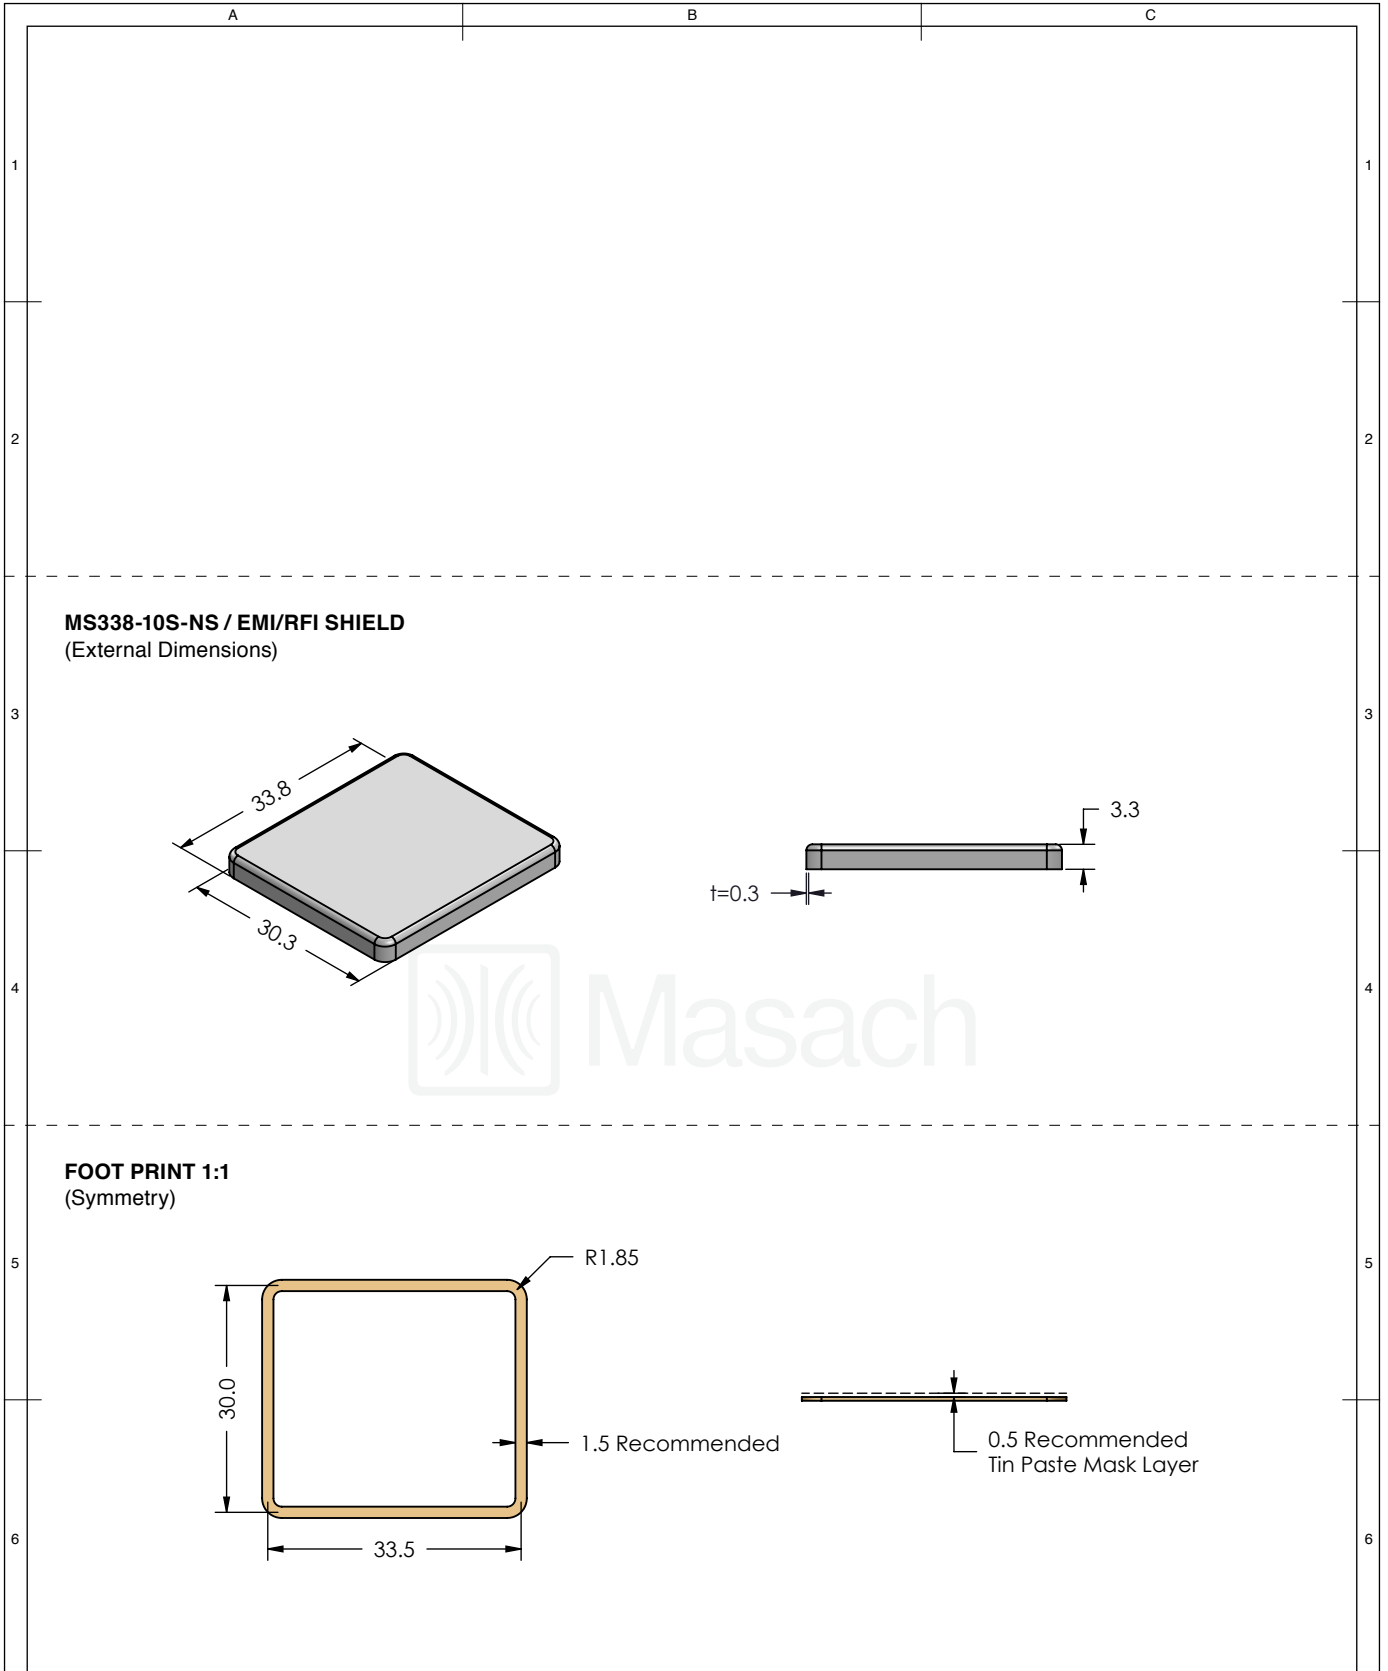 A B C
1 1
2 2
MS338-10S-NS / EMI/RFI SHIELD
(External Dimensions)
3 3
33.8
30.3
3.3
t=0.3
4 4
Masach
FOOT PRINT 1:1
(Symmetry)
5 5
R1.85
30.0
1.5 Recommended
0.5 Recommended
Tin Paste Mask Layer
33.5
6 6